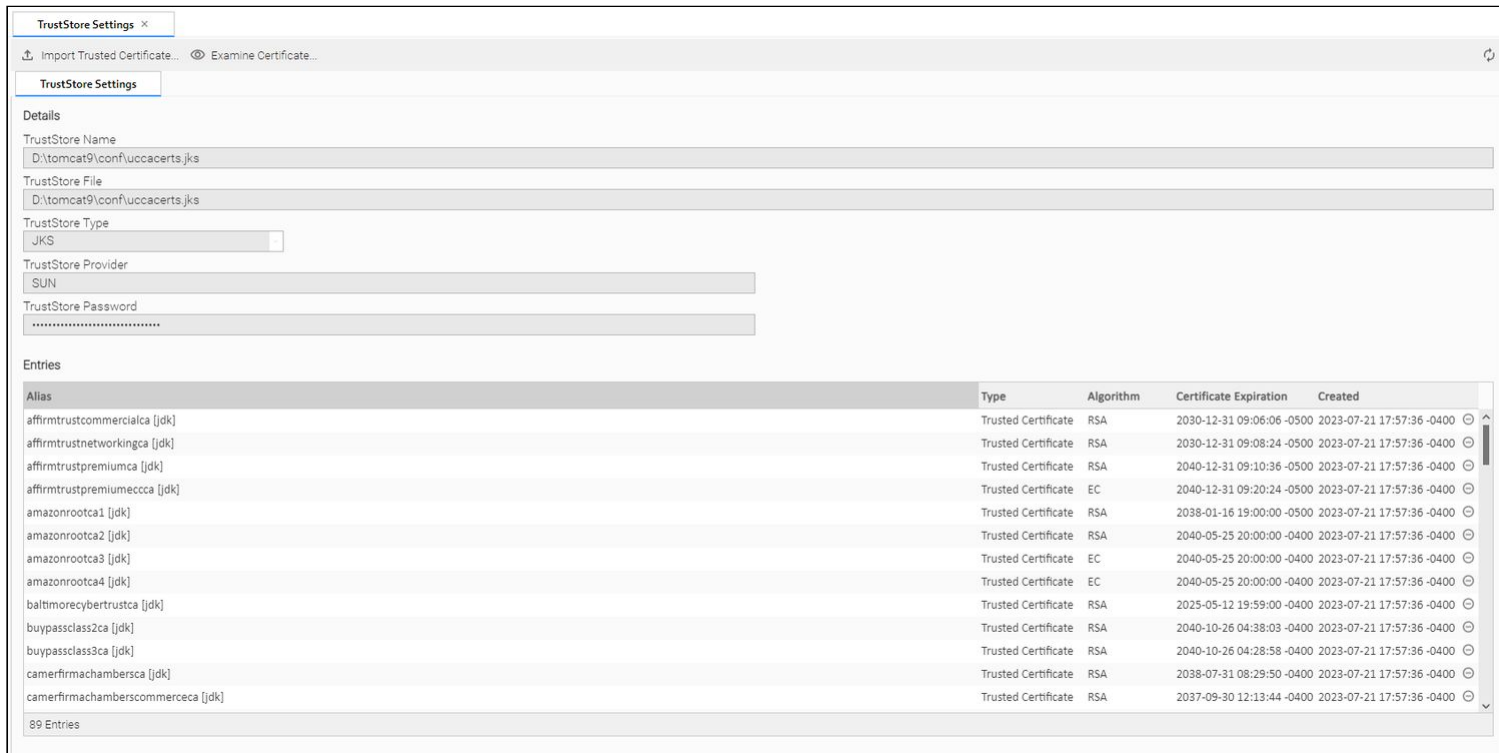 TrustStore Settings ×
Import Trusted Certificate... Examine Certificate...
TrustStore Settings
Details
TrustStore Name
D:\tomcat9\conf\uccacerts.jks
TrustStore File
D:\tomcat9\conf\uccacerts.jks
TrustStore Type
JKS
TrustStore Provider
SUN
TrustStore Password
••••••••••••••••••••••••••••••••
Entries
Alias Type Algorithm Certificate Expiration Created
affirmtrustcommercialca [jdk] Trusted Certificate RSA 2030-12-31 09:06:06 -0500 2023-07-21 17:57:36 -0400
affirmtrustnetworkingca [jdk] Trusted Certificate RSA 2030-12-31 09:08:24 -0500 2023-07-21 17:57:36 -0400
affirmtrustpremiumca [jdk] Trusted Certificate RSA 2040-12-31 09:10:36 -0500 2023-07-21 17:57:36 -0400
affirmtrustpremiumeccca [jdk] Trusted Certificate EC 2040-12-31 09:20:24 -0500 2023-07-21 17:57:36 -0400
amazonrootca1 [jdk] Trusted Certificate RSA 2038-01-16 19:00:00 -0500 2023-07-21 17:57:36 -0400
amazonrootca2 [jdk] Trusted Certificate RSA 2040-05-25 20:00:00 -0400 2023-07-21 17:57:36 -0400
amazonrootca3 [jdk] Trusted Certificate EC 2040-05-25 20:00:00 -0400 2023-07-21 17:57:36 -0400
amazonrootca4 [jdk] Trusted Certificate EC 2040-05-25 20:00:00 -0400 2023-07-21 17:57:36 -0400
baltimorecybertrustca [jdk] Trusted Certificate RSA 2025-05-12 19:59:00 -0400 2023-07-21 17:57:36 -0400
buypassclass2ca [jdk] Trusted Certificate RSA 2040-10-26 04:38:03 -0400 2023-07-21 17:57:36 -0400
buypassclass3ca [jdk] Trusted Certificate RSA 2040-10-26 04:28:58 -0400 2023-07-21 17:57:36 -0400
camerfirmachambersca [jdk] Trusted Certificate RSA 2038-07-31 08:29:50 -0400 2023-07-21 17:57:36 -0400
camerfirmachamberscommerceca [jdk] Trusted Certificate RSA 2037-09-30 12:13:44 -0400 2023-07-21 17:57:36 -0400
89 Entries